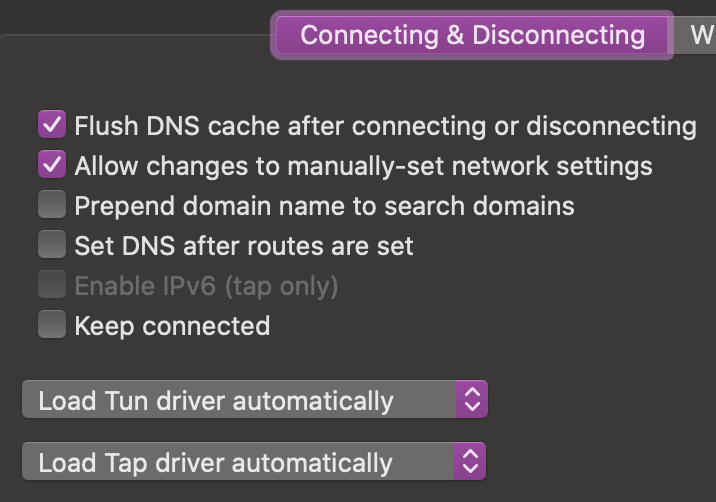 Connecting & Disconnecting W
Flush DNS cache after connecting or disconnecting
Allow changes to manually-set network settings
Prepend domain name to search domains
Set DNS after routes are set
Enable IPv6 (tap only)
Keep connected
Load Tun driver automatically
Load Tap driver automatically